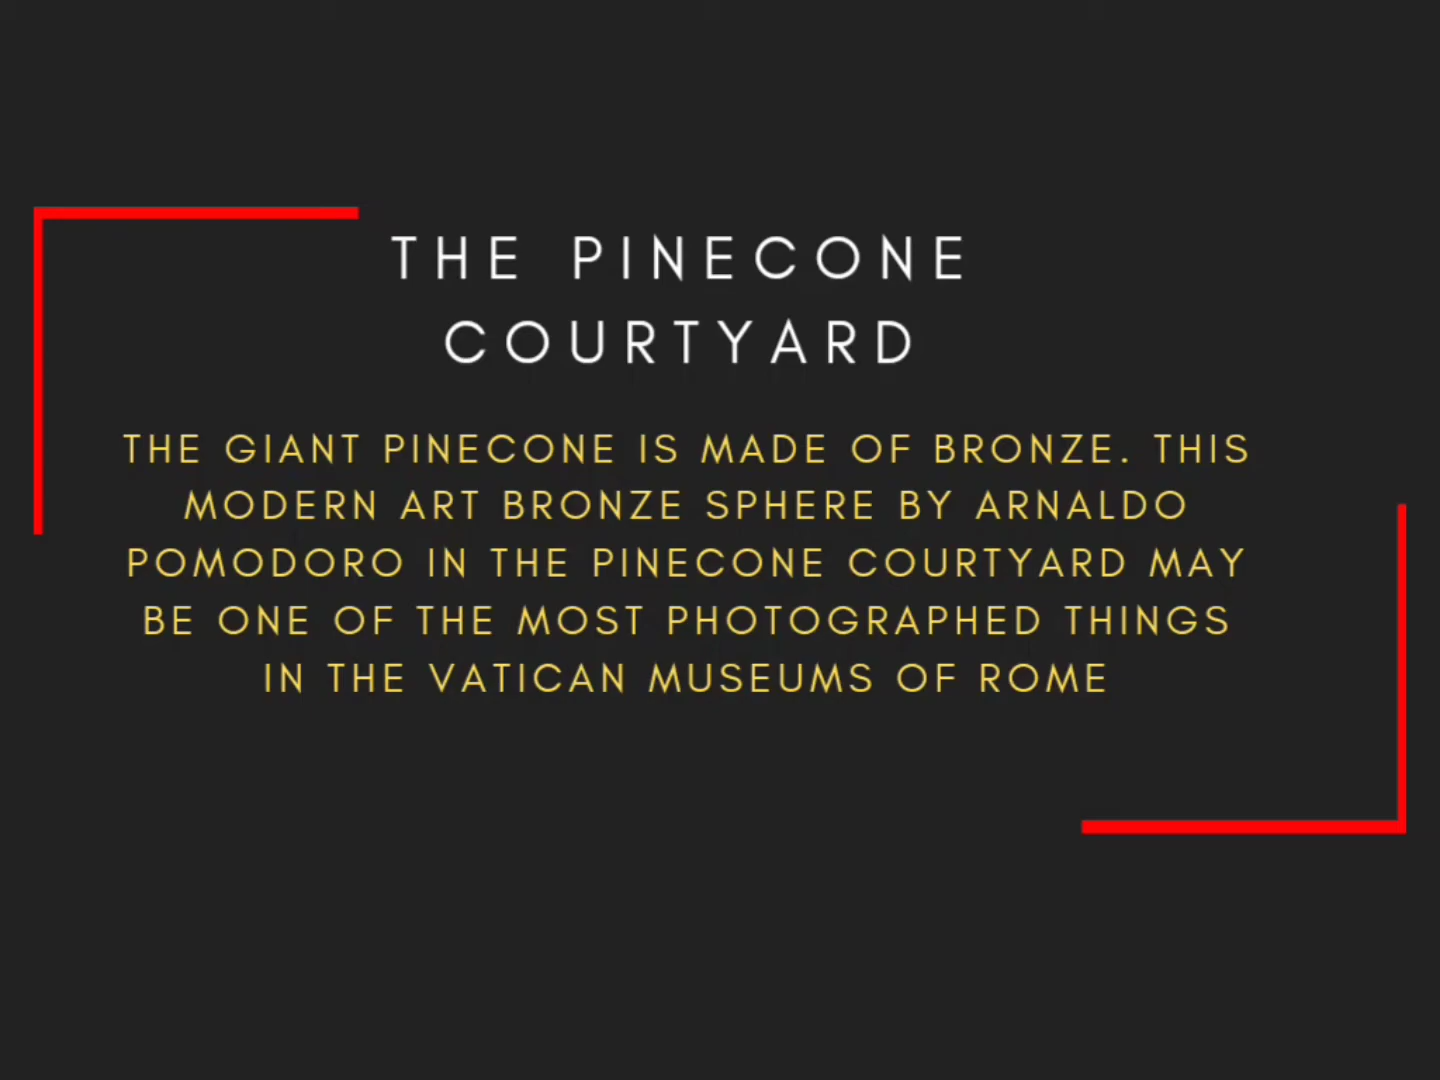 THE PINECONE
COURTYARD
THE GIANT PINECONE IS MADE OF BRONZE. THIS
MODERN ART BRONZE SPHERE BY ARNALDO
POMODORO IN THE PINECONE COURTYARD MAY
BE ONE OF THE MOST PHOTOGRAPHED THINGS
IN THE VATICAN MUSEUMS OF ROME